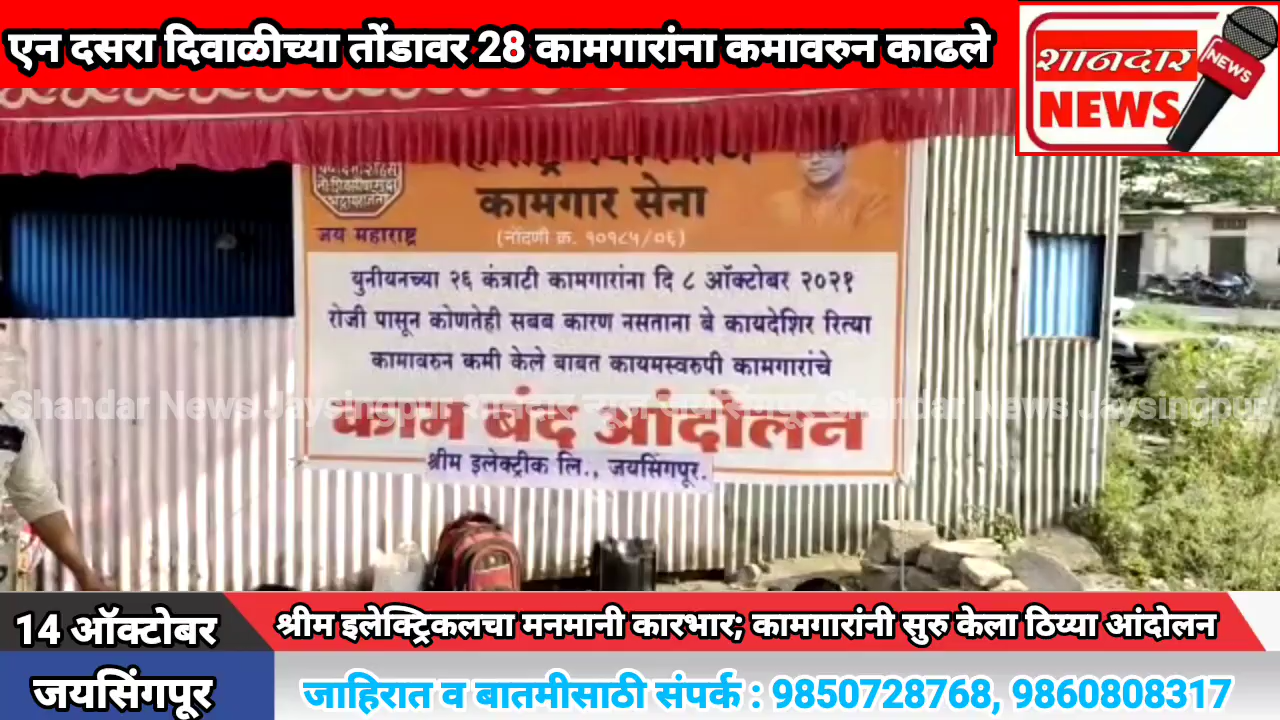 एन दसरा दिवाळीच्या तोंडावर 28 कामगारांना कमावरुन काढले
शानदार
NEWS
NEWS
कामगार सेना
जय महाराष्ट्र
(नोंदणी क्र. १०१८५/०६)
युनीयनच्या २६ कंत्राटी कामगारांना दि ८ ऑक्टोबर २०२१
रोजी पासून कोणतेही सबब कारण नसताना बे कायदेशिर रित्या
कामावरुन कमी केले बाबत कायमस्वरुपी कामगारांचे
Shandar News Jaysingpur शानदार न्यूज जयसिंगपूर Shandar News Jaysingpur
काम बंद आंदोलन
श्रीम इलेक्ट्रीक लि., जयसिंगपूर.
14 ऑक्टोबर
जयसिंगपूर
श्रीम इलेक्ट्रिकलचा मनमानी कारभार; कामगारांनी सुरु केला ठिय्या आंदोलन
जाहिरात व बातमीसाठी संपर्क : 9850728768, 9860808317